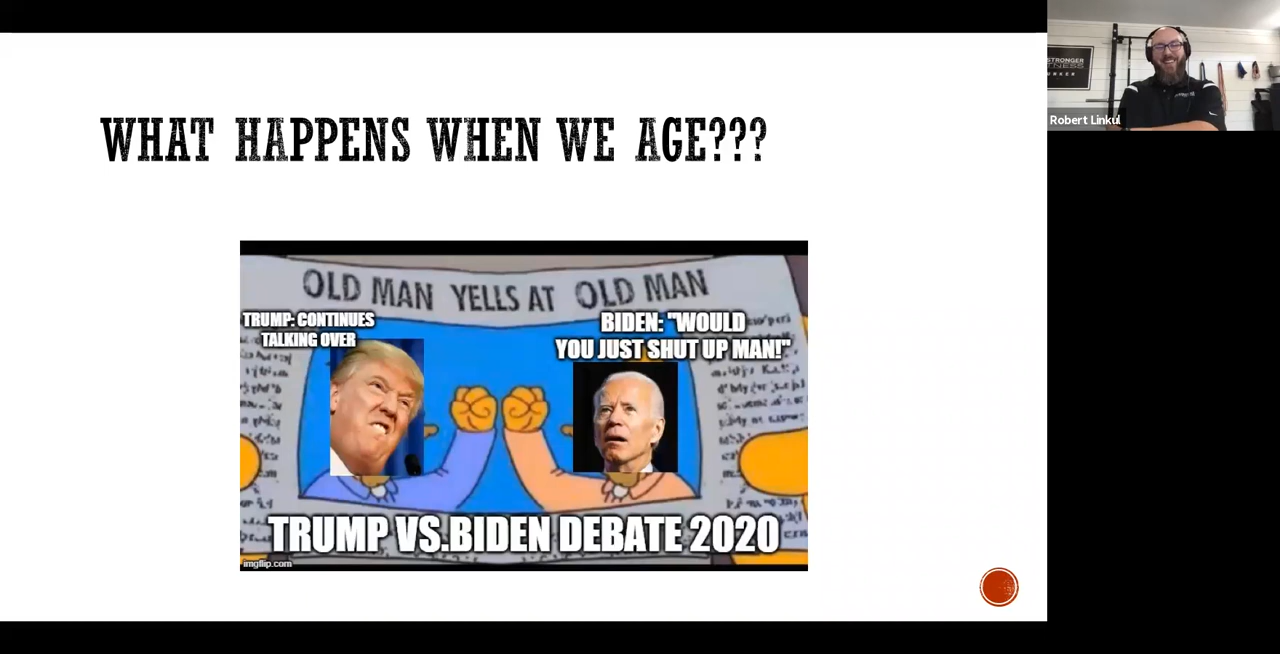 WHAT HAPPENS WHEN WE AGE???
OLD MAN YELLS AT OLD MAN
TRUMP: CONTINUES
TALKING OVER
BIDEN: "WOULD
YOU JUST SHUT UP MAN!"
TRUMP VS.BIDEN DEBATE 2020
imgflip.com
STRONGER
Robert Linkul